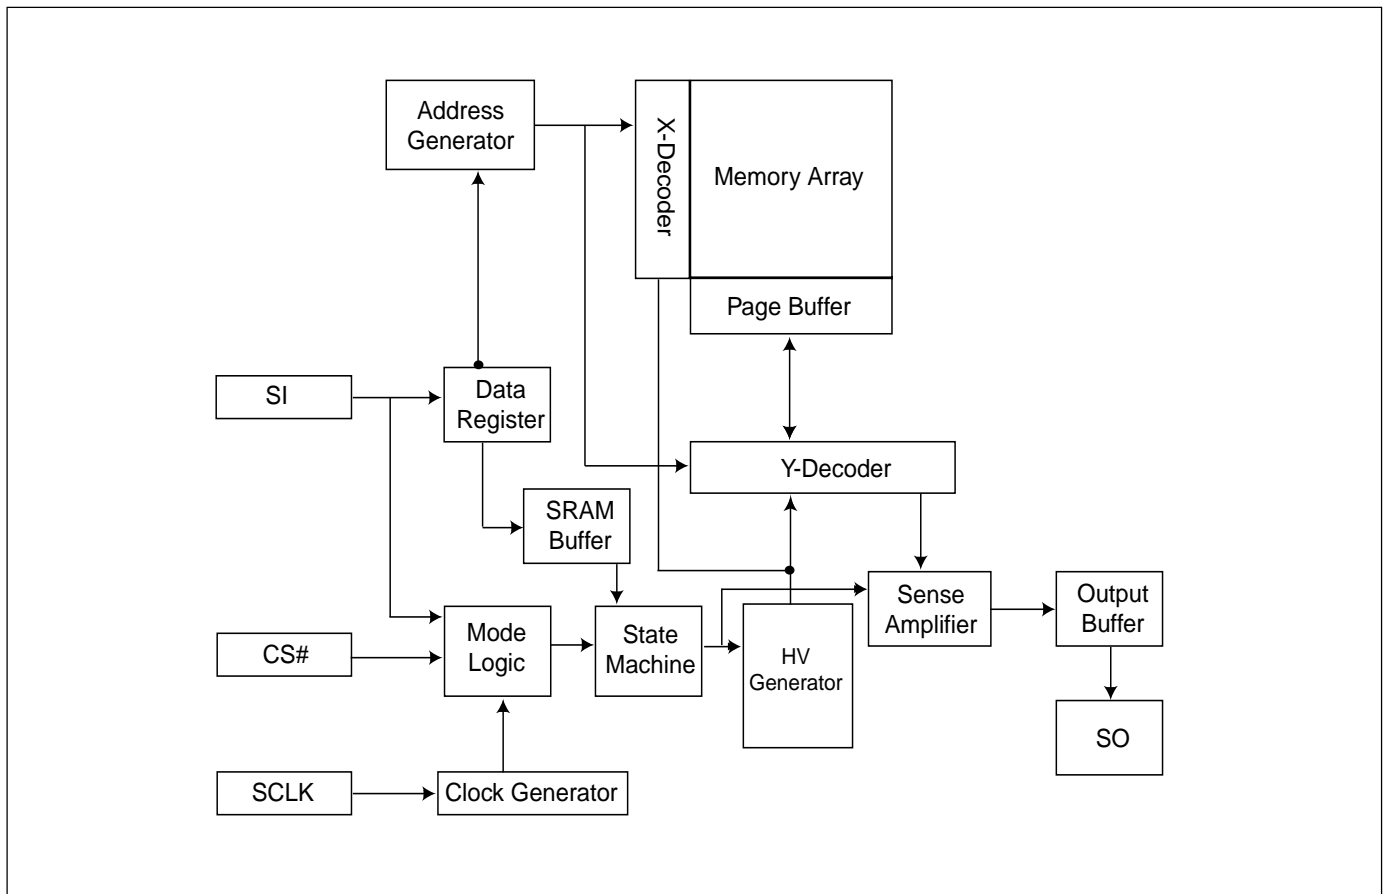 Address
Generator
X-Decoder
Memory Array
Page Buffer
SI
Data
Register
Y-Decoder
SRAM
Buffer
Sense
Amplifier
Output
Buffer
CS#
Mode
Logic
State
Machine
HV
Generator
SO
SCLK
Clock Generator